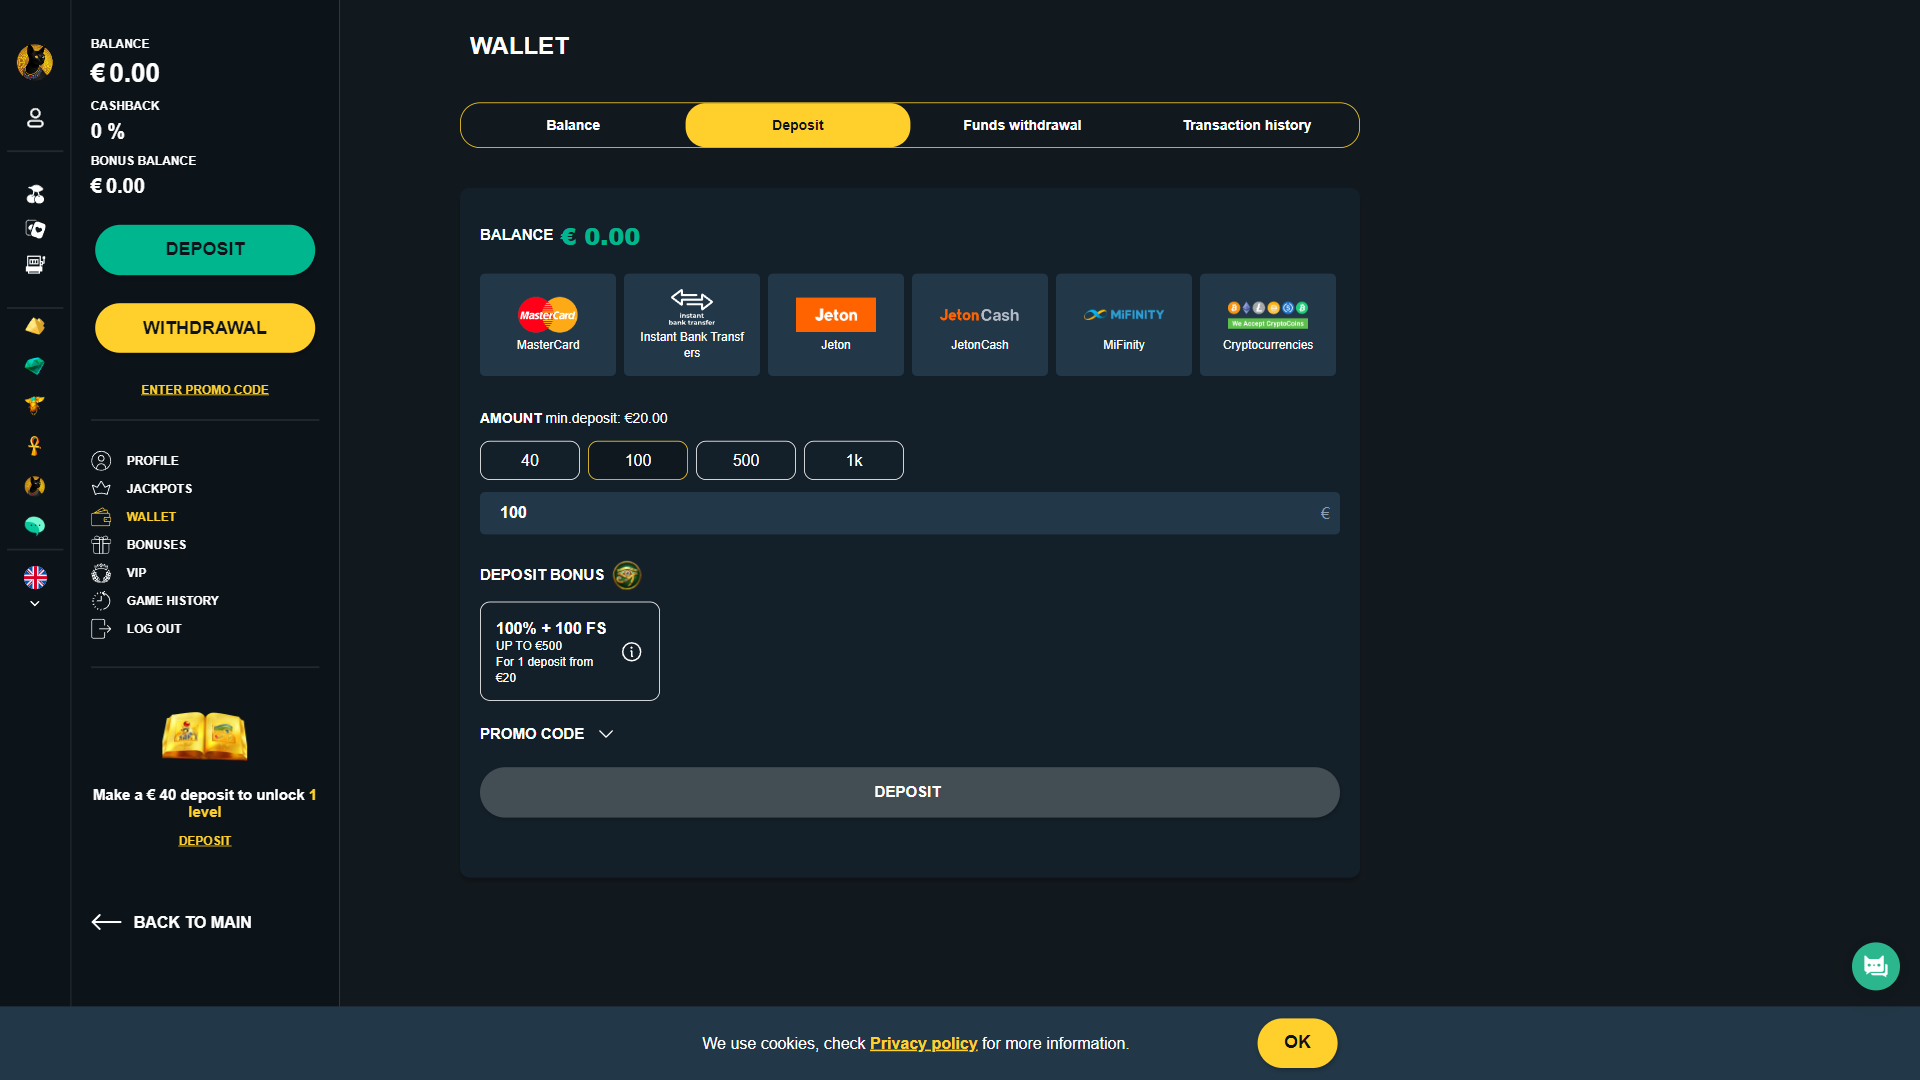 BALANCE
€ 0.00
CASHBACK
0 %
BONUS BALANCE
€ 0.00
DEPOSIT
WITHDRAWAL
ENTER PROMO CODE
PROFILE
JACKPOTS
WALLET
BONUSES
VIP
GAME HISTORY
LOG OUT
Make a € 40 deposit to unlock 1
level
DEPOSIT
BACK TO MAIN
WALLET
Balance
Deposit
Funds withdrawal
Transaction history
BALANCE € 0.00
MasterCard
MasterCard
instant
bank transfer
Instant Bank Transf
ers
Jeton
Jeton
JetonCash
JetonCash
MiFINITY
MiFinity
We Accept CryptoCoins
Cryptocurrencies
AMOUNT min.deposit: €20.00
40
100
500
1k
100 €
DEPOSIT BONUS
100% + 100 FS
UP TO €500
For 1 deposit from
€20
PROMO CODE
DEPOSIT
We use cookies, check Privacy policy for more information.
OK